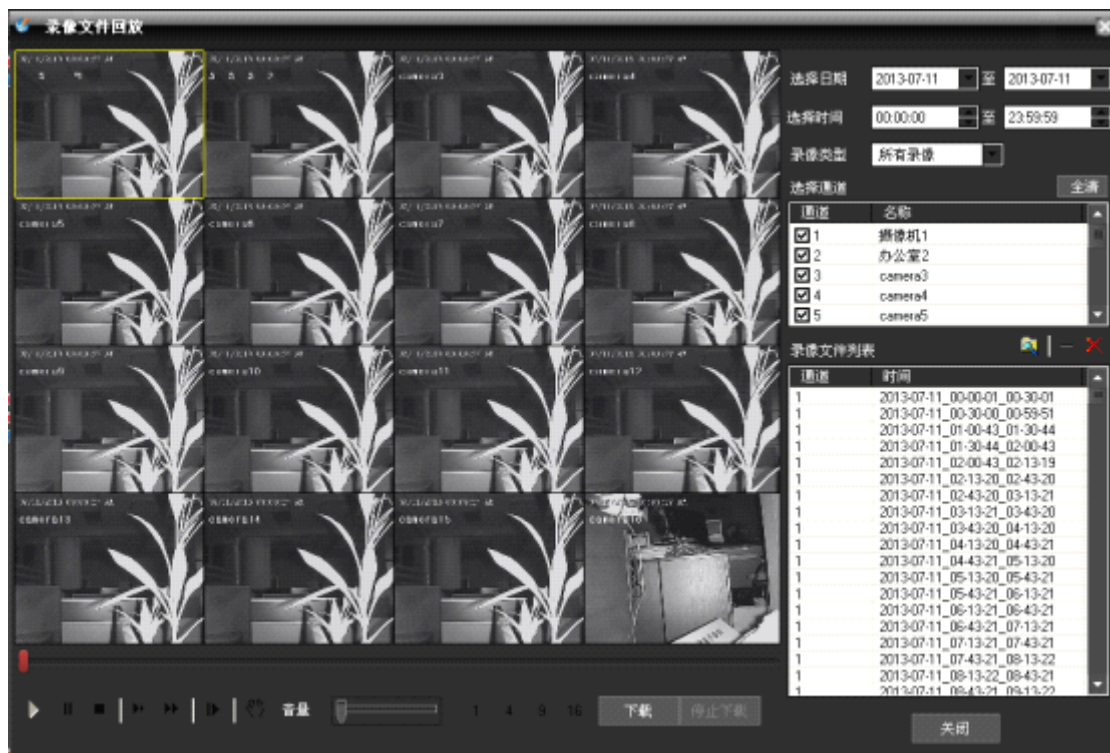 录像文件回放
camera3
camera4
camera5
camera6
camera7
camera8
camera9
camera10
camera11
camera12
camera13
camera14
camera15
camera16
选择日期 2013-07-11 至 2013-07-11
选择时间 00:00:00 至 23:59:59
录像类型 所有录像
选择通道 全清
通道 名称
1 摄像机1
2 办公室2
3 camera3
4 camera4
5 camera5
录像文件列表
通道 时间
1 2013-07-11_00-00-01_00-30-01
1 2013-07-11_00-30-00_00-59-51
1 2013-07-11_01-00-43_01-30-44
1 2013-07-11_01-30-44_02-00-43
1 2013-07-11_02-00-43_02-13-19
1 2013-07-11_02-13-20_02-43-20
1 2013-07-11_02-43-20_03-13-21
1 2013-07-11_03-13-21_03-43-20
1 2013-07-11_03-43-20_04-13-20
1 2013-07-11_04-13-20_04-43-21
1 2013-07-11_04-43-21_05-13-20
1 2013-07-11_05-13-20_05-43-21
1 2013-07-11_05-43-21_06-13-21
1 2013-07-11_06-13-21_06-43-21
1 2013-07-11_06-43-21_07-13-21
1 2013-07-11_07-13-21_07-43-21
1 2013-07-11_07-43-21_08-13-22
1 2013-07-11_08-13-22_08-43-21
1 2013-07-11_08-43-21_09-13-22
音量 1 4 9 16 下载 停止下载
关闭